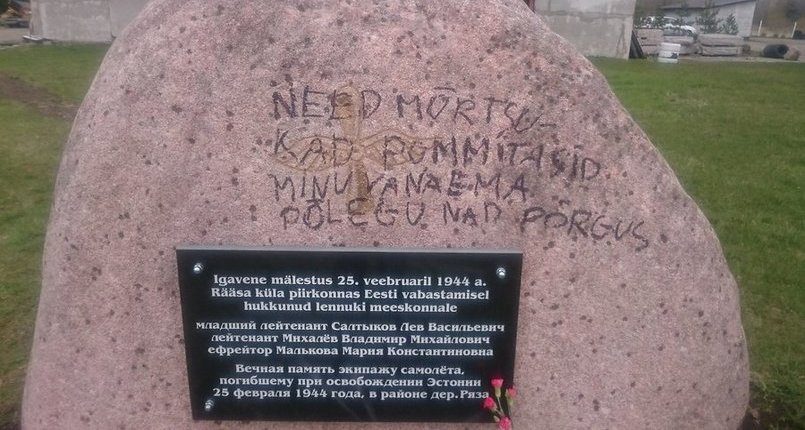 NEED MÕRTSU-
KAD POMMITASID
MINU VANAEMA
PÕLEGU NAD PÕRGUS
Igavene mälestus 25. veebruaril 1944 a.
Rääsa küla piirkonnas Eesti vabastamisel
hukkunud lennuki meeskonnale
младший лейтенант Салтыков Лев Васильевич
лейтенант Михалёв Владимир Михайлович
ефрейтор Малькова Мария Константиновна
Вечная память экипажу самолёта,
погибшему при освобождении Эстонии
25 февраля 1944 года, в районе дер.Ряза